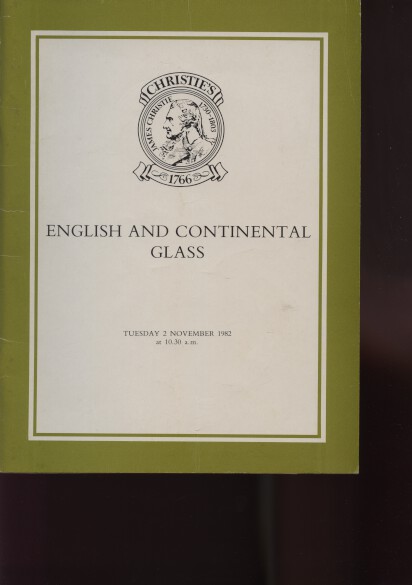 CHRISTIE'S
JAMES CHRISTIE 1730-1803
1766
ENGLISH AND CONTINENTAL
GLASS
TUESDAY 2 NOVEMBER 1982
at 10.30 a.m.